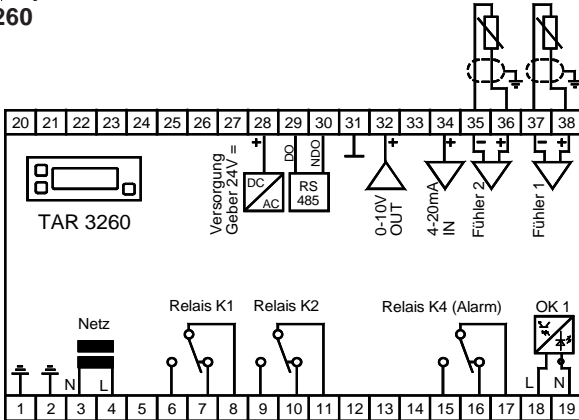 260
20 21 22 23 24 25 26 27 28 29 30 31 32 33 34 35 36 37 38
+ + + - + - +
Versorgung
Geber 24V =
DC
AC
DO
NDO
RS
485
0-10V
OUT
4-20mA
IN
Fühler 2
Fühler 1
TAR 3260
Relais K1
Relais K2
Relais K4 (Alarm)
OK 1
Netz
N L
L N
1 2 3 4 5 6 7 8 9 10 11 12 13 14 15 16 17 18 19